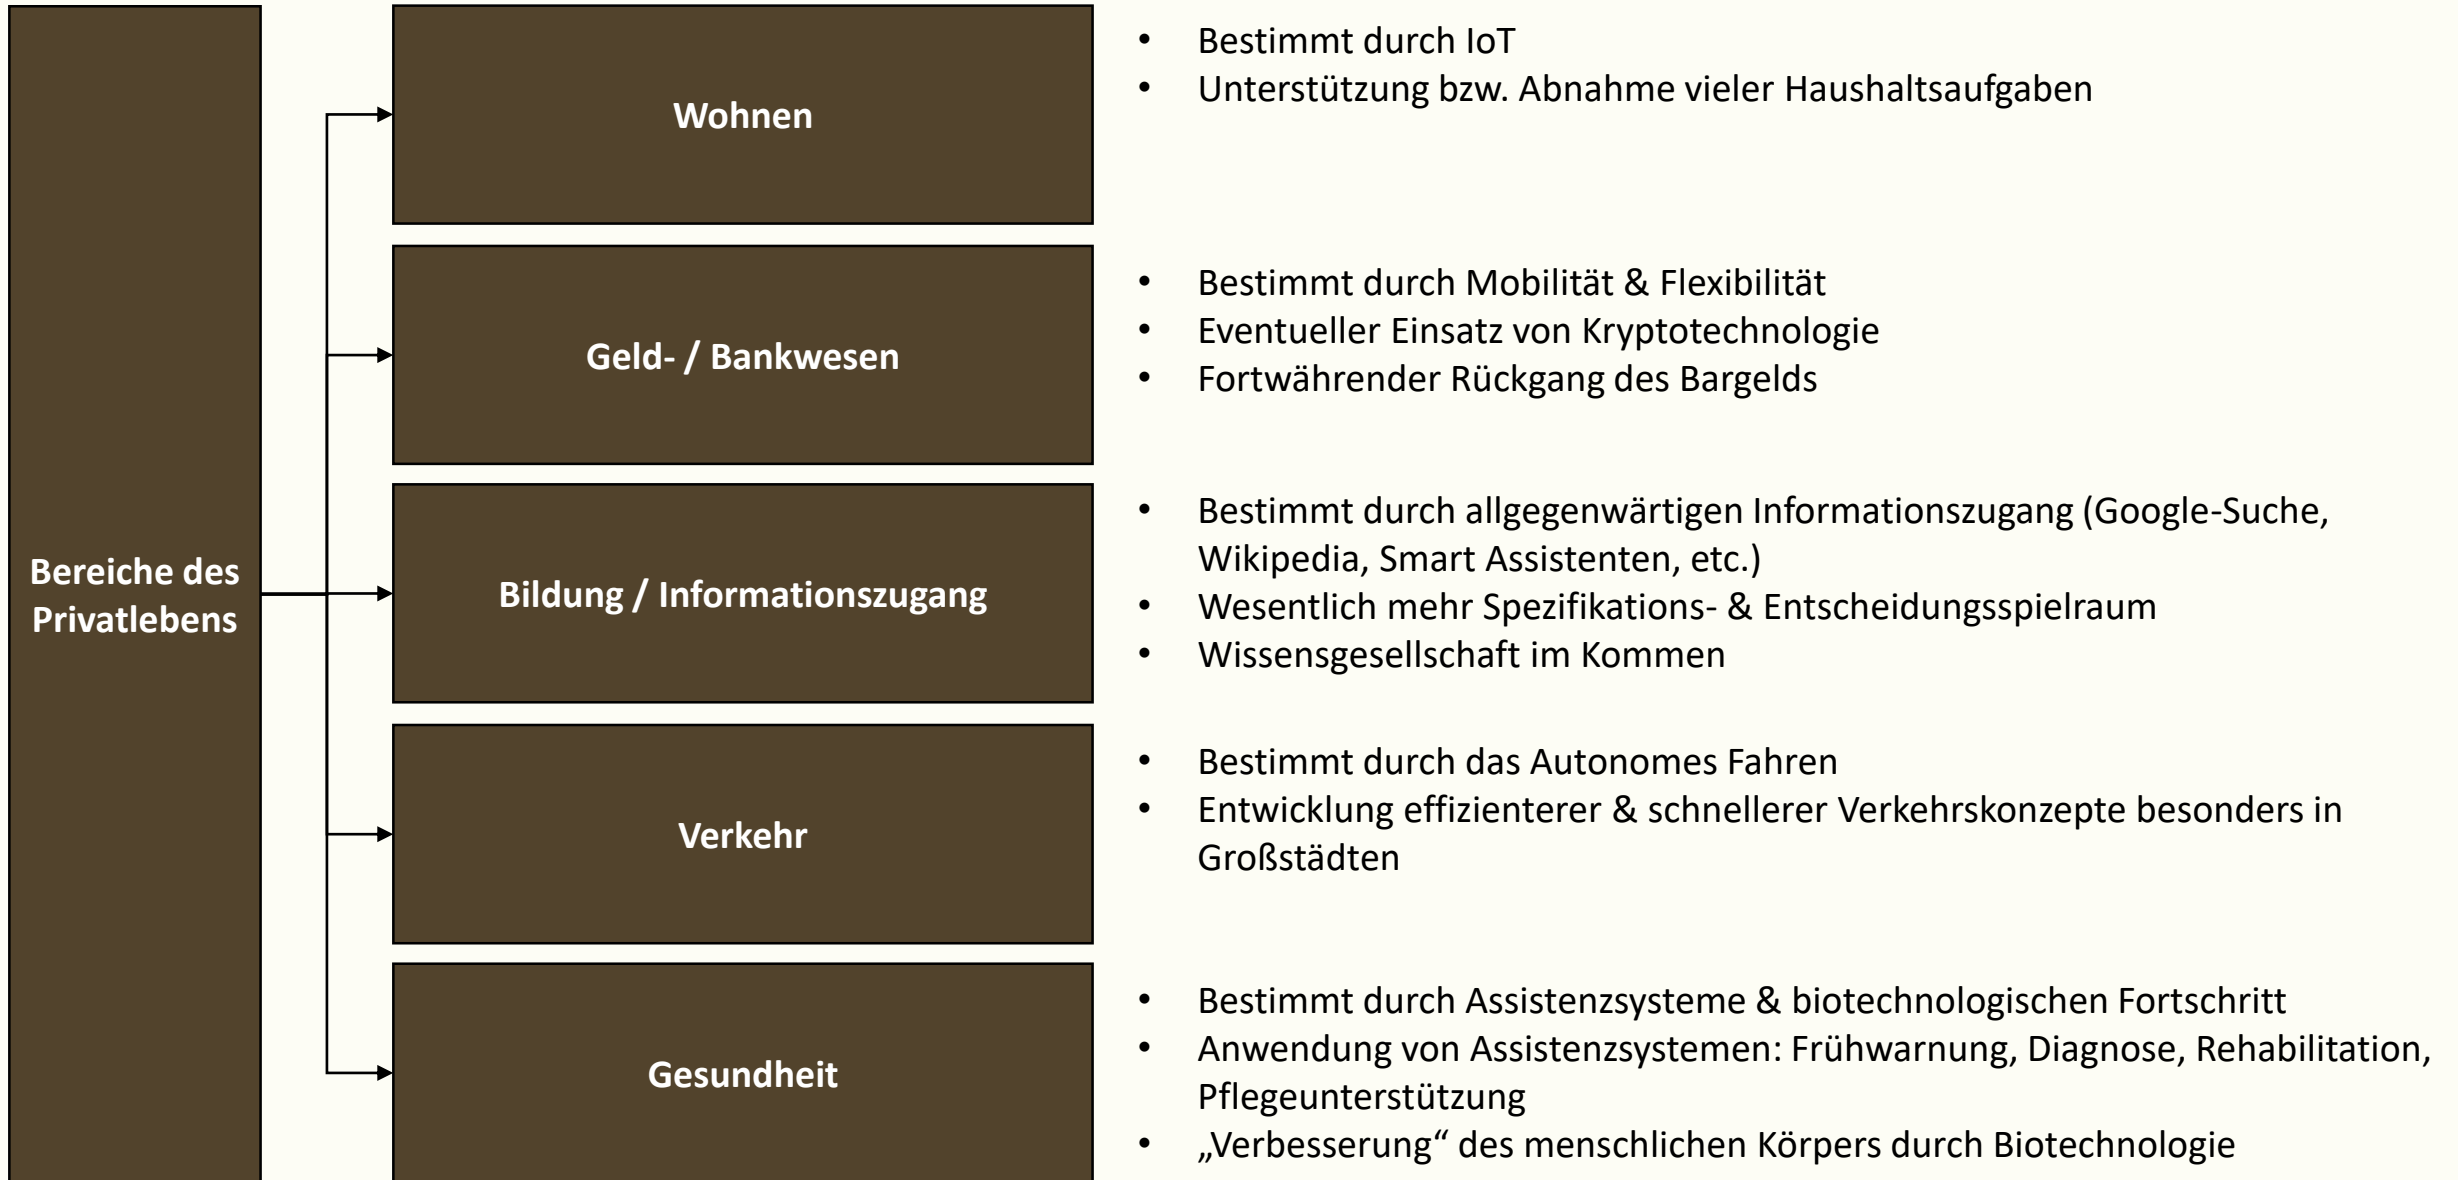 Bereiche des
Privatlebens
Wohnen
• Bestimmt durch IoT
• Unterstützung bzw. Abnahme vieler Haushaltsaufgaben
Geld- / Bankwesen
• Bestimmt durch Mobilität & Flexibilität
• Eventueller Einsatz von Kryptotechnologie
• Fortwährender Rückgang des Bargelds
Bildung / Informationszugang
• Bestimmt durch allgegenwärtigen Informationszugang (Google-Suche,
Wikipedia, Smart Assistenten, etc.)
• Wesentlich mehr Spezifikations- & Entscheidungsspielraum
• Wissensgesellschaft im Kommen
Verkehr
• Bestimmt durch das Autonomes Fahren
• Entwicklung effizienterer & schnellerer Verkehrskonzepte besonders in
Großstädten
Gesundheit
• Bestimmt durch Assistenzsysteme & biotechnologischen Fortschritt
• Anwendung von Assistenzsystemen: Frühwarnung, Diagnose, Rehabilitation,
Pflegeunterstützung
• „Verbesserung“ des menschlichen Körpers durch Biotechnologie